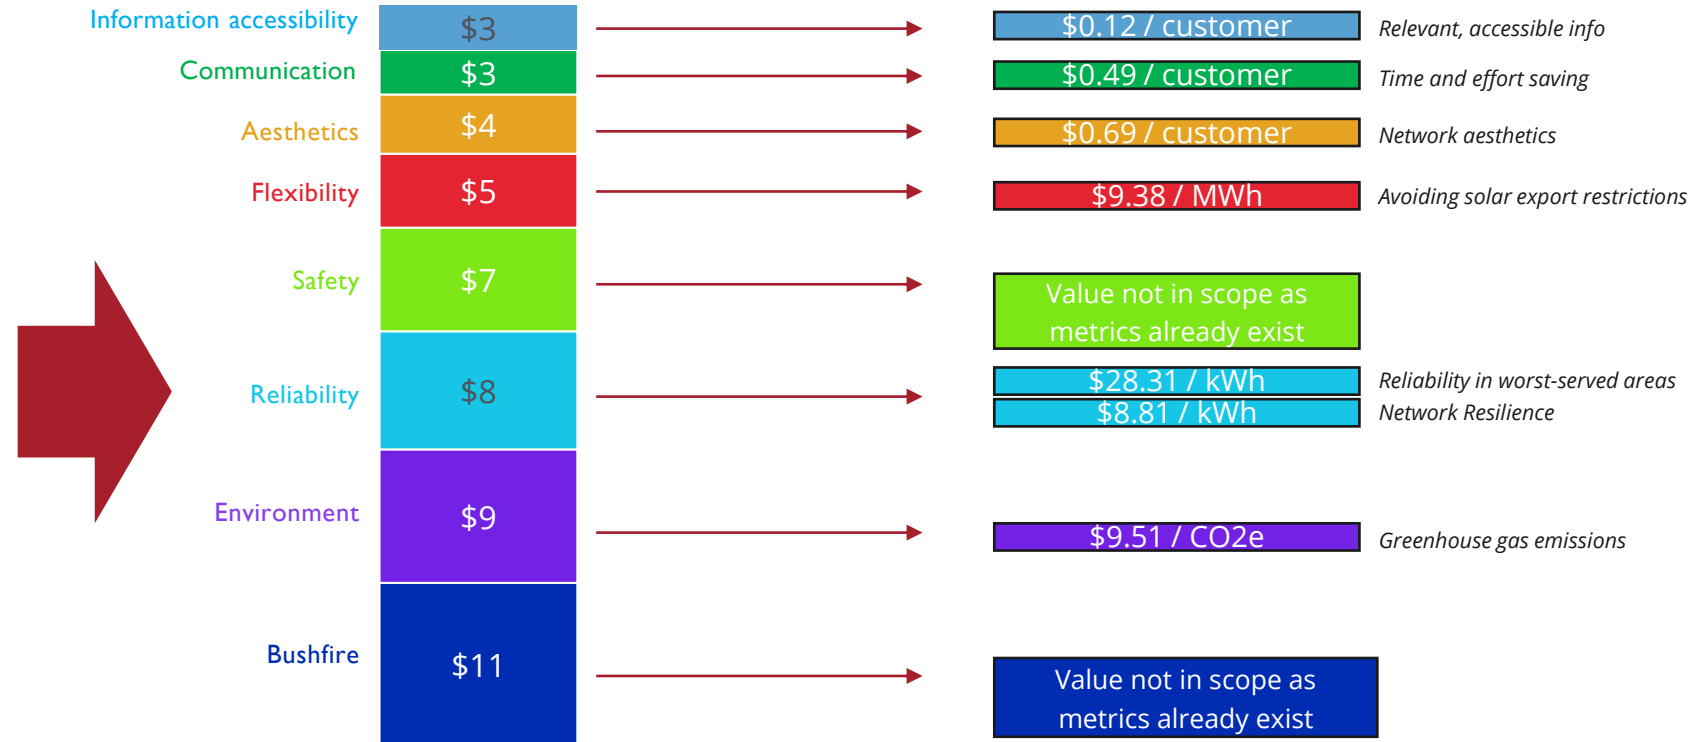 Information accessibility $3 $0.12 / customer Relevant, accessible info
Communication $3 $0.49 / customer Time and effort saving
Aesthetics $4 $0.69 / customer Network aesthetics
Flexibility $5 $9.38 / MWh Avoiding solar export restrictions
Safety $7 Value not in scope as
metrics already exist
Reliability $8 $28.31 / kWh Reliability in worst-served areas
$8.81 / kWh Network Resilience
Environment $9 $9.51 / CO2e Greenhouse gas emissions
Bushfire $11 Value not in scope as
metrics already exist